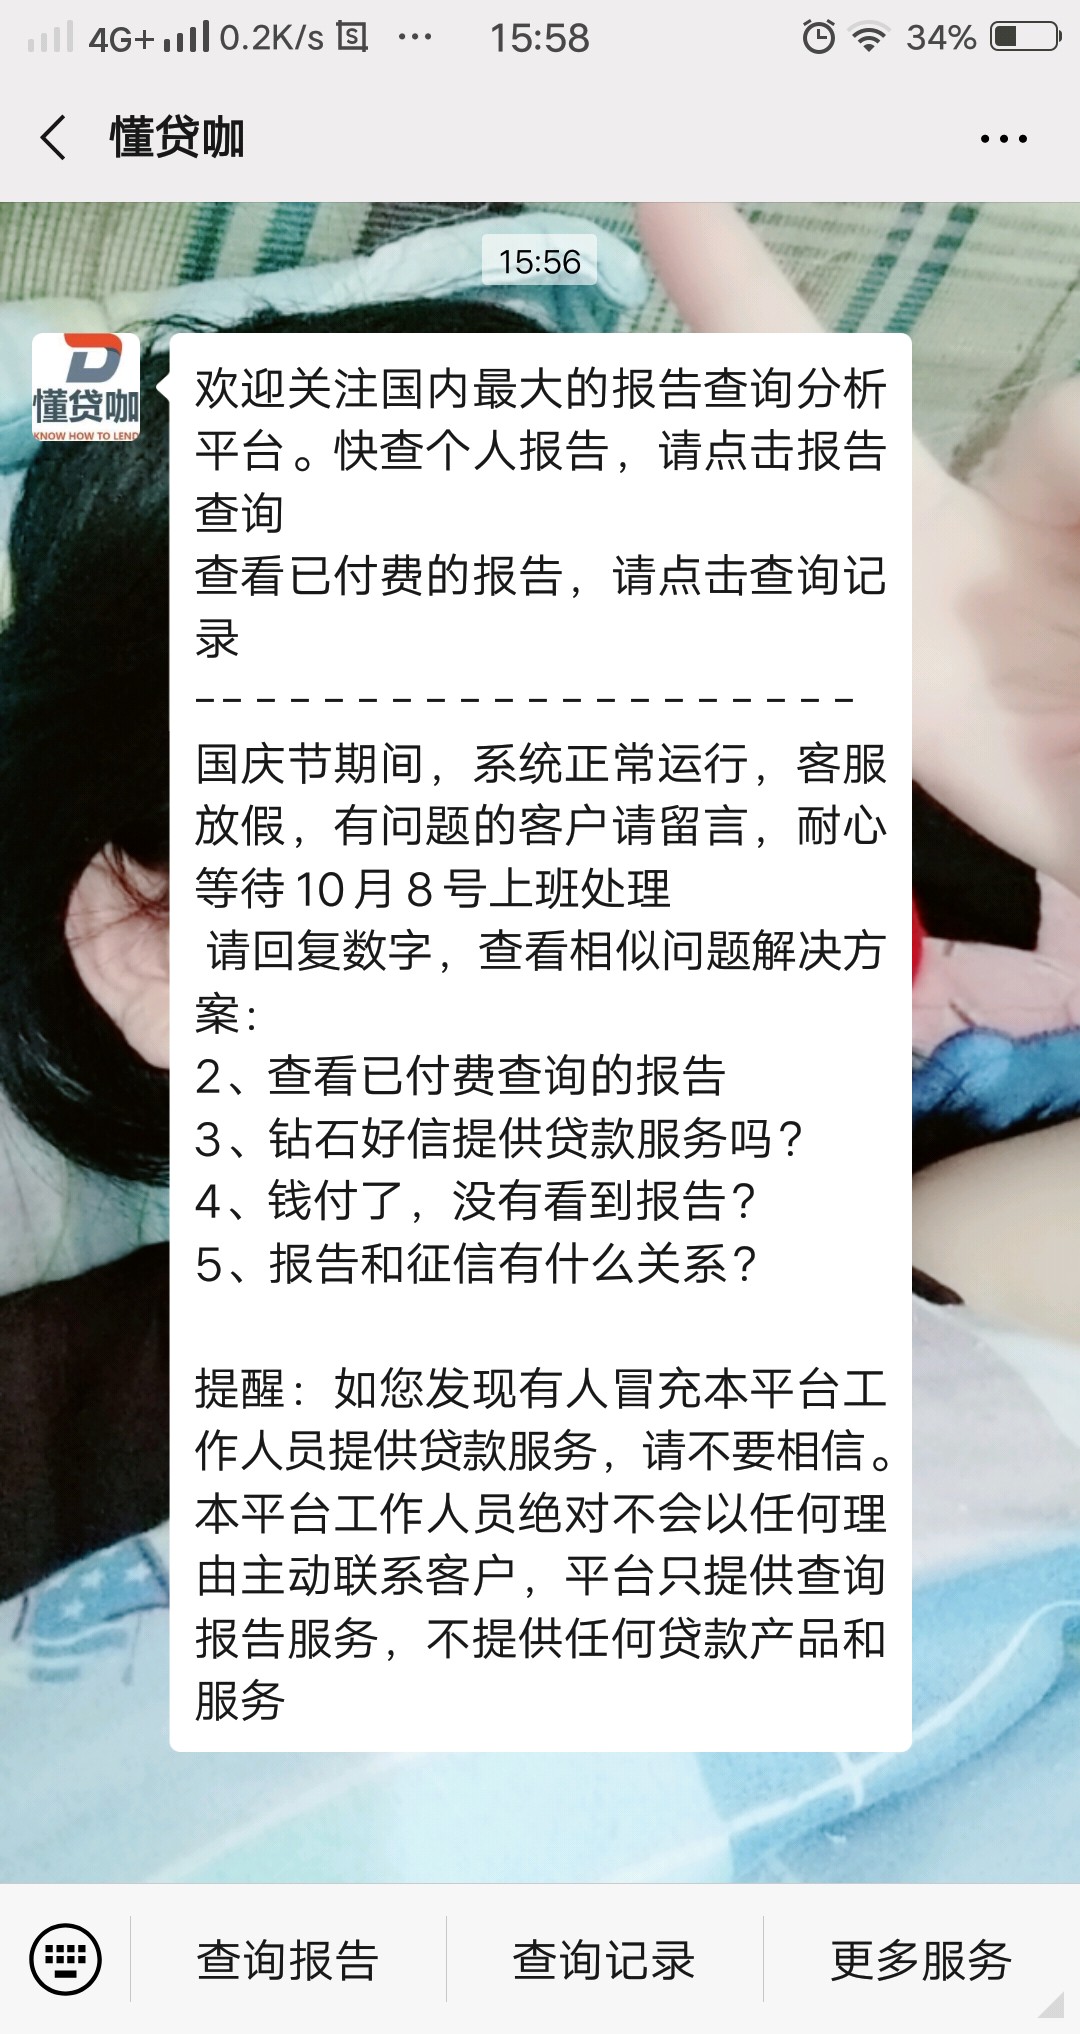 4G+ 0.2K/s ··· 15:58 34%
懂贷咖
15:56
D
懂贷咖
KNOW HOW TO LEND
欢迎关注国内最大的报告查询分析
平台。快查个人报告，请点击报告
查询
查看已付费的报告，请点击查询记
录
--------------------
国庆节期间，系统正常运行，客服
放假，有问题的客户请留言，耐心
等待10月8号上班处理
请回复数字，查看相似问题解决方
案：
2、查看已付费查询的报告
3、钻石好信提供贷款服务吗？
4、钱付了，没有看到报告？
5、报告和征信有什么关系？
提醒：如您发现有人冒充本平台工
作人员提供贷款服务，请不要相信。
本平台工作人员绝对不会以任何理
由主动联系客户，平台只提供查询
报告服务，不提供任何贷款产品和
服务
查询报告 查询记录 更多服务